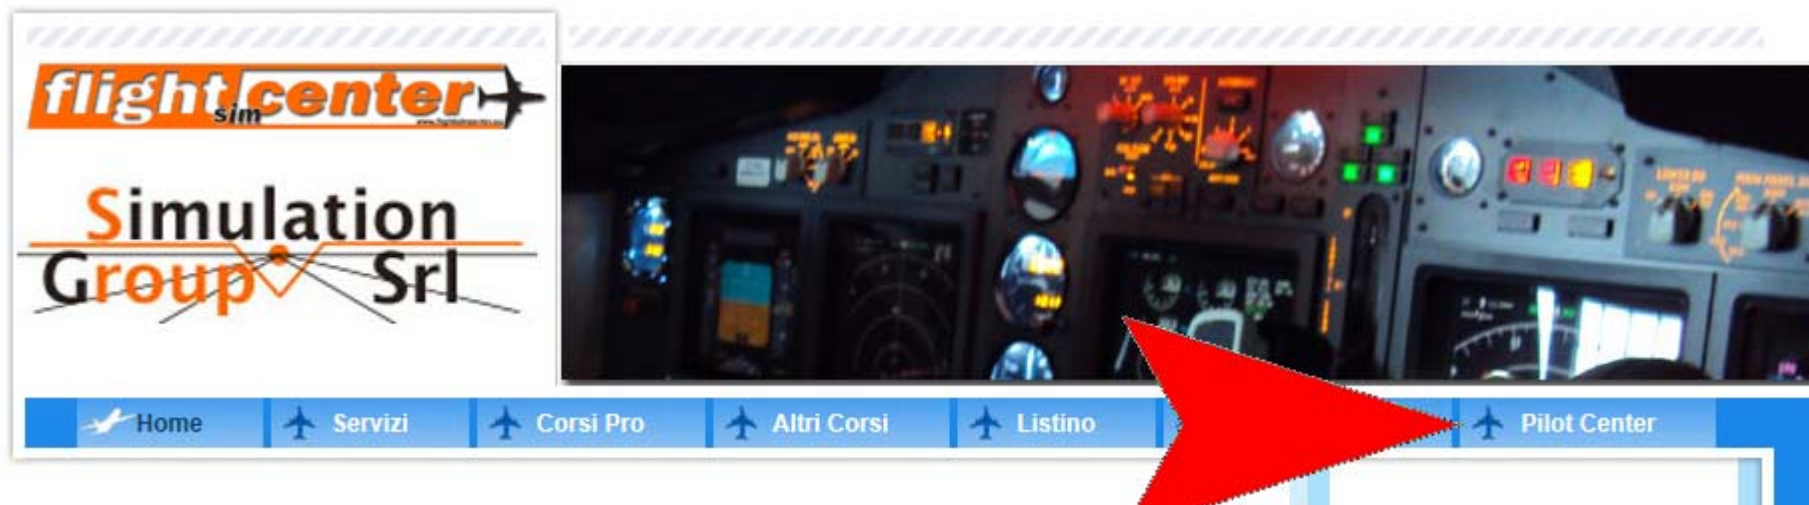 flight center
sim
Simulation
Group Srl
Home
Servizi
Corsi Pro
Altri Corsi
Listino
Pilot Center